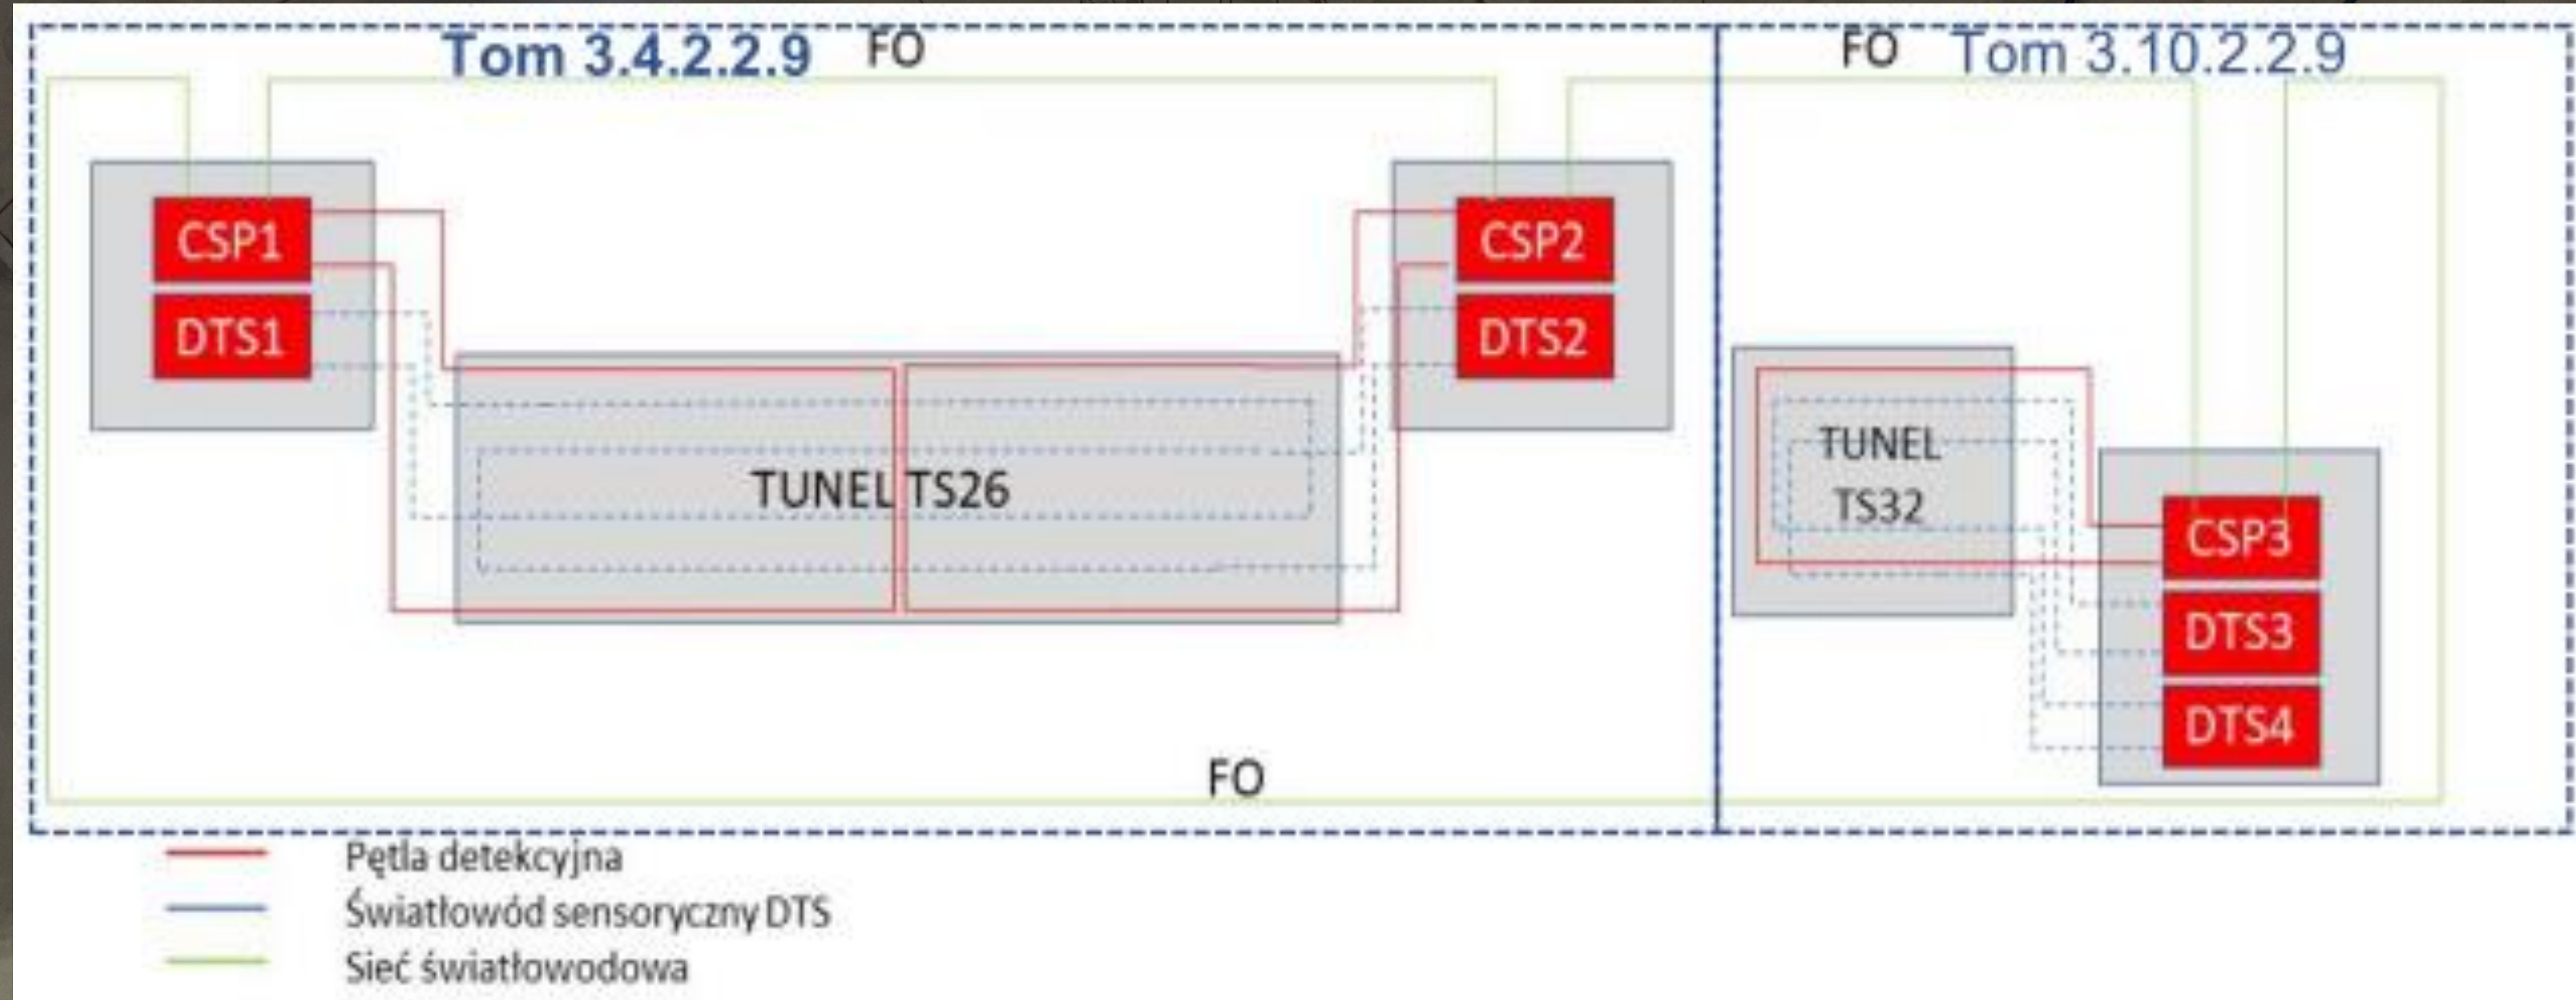 Tom 3.4.2.2.9 FO
FO Tom 3.10.2.2.9
CSP1
DTS1
CSP2
DTS2
TUNEL TS26
TUNEL
TS32
CSP3
DTS3
DTS4
FO
Pętla detekcyjna
Światłowód sensoryczny DTS
Sieć światłowodowa